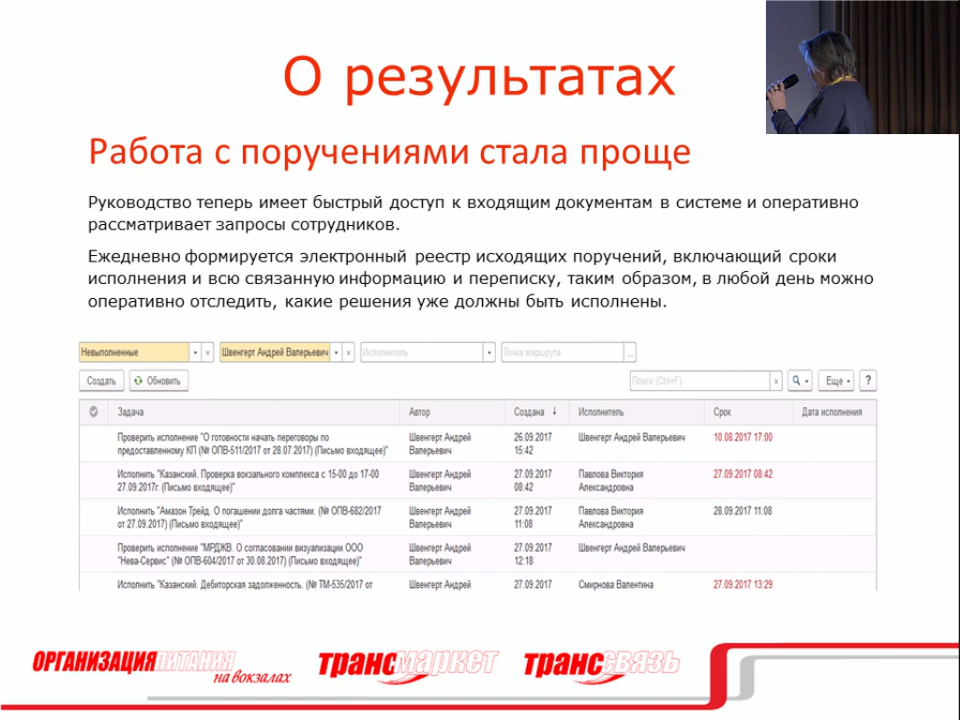 О результатах
Работа с поручениями стала проще
Руководство теперь имеет быстрый доступ к входящим документам в системе и оперативно
рассматривает запросы сотрудников.
Ежедневно формируется электронный реестр исходящих поручений, включающий сроки
исполнения и всю связанную информацию и переписку, таким образом, в любой день можно
оперативно отследить, какие решения уже должны быть исполнены.
Невыполненные Швенгерт Андрей Валерьевич Исполнитель Точка маршрута ...
Создать Обновить Поиск (Ctrl+F) × Еще ?
Задача Автор Создана ↓ Исполнитель Срок Дата исполнения
Проверить исполнение "О готовности начать переговоры по Швенгерт Андрей 26.09.2017 Швенгерт Андрей Валерьевич 10.08.2017 17:00
предоставленному КП (№ ОПВ-511/2017 от 28.07.2017) (Письмо входящее)" Валерьевич 15:42
Исполнить "Казанский. Проверка вокзального комплекса с 15-00 до 17-00 Швенгерт Андрей 27.09.2017 Павлова Виктория 27.09.2017 08:42
27.09.2017г. (Письмо входящее)" Валерьевич 08:42 Александровна
Исполнить "Амазон Трейд. О погашении долга частями. (№ ОПВ-682/2017 Швенгерт Андрей 27.09.2017 Павлова Виктория 28.09.2017 11:08
от 27.09.2017) (Письмо входящее)" Валерьевич 11:08 Александровна
Проверить исполнение "МРДЖВ. О согласовании визуализации ООО Швенгерт Андрей 27.09.2017 Швенгерт Андрей Валерьевич
"Нева-Сервис" (№ ОПВ-604/2017 от 30.08.2017) (Письмо входящее)" Валерьевич 12:18
Исполнить "Казанский. Дебиторская задолженность. (№ ТМ-535/2017 от Швенгерт Андрей 27.09.2017 Смирнова Валентина 27.09.2017 13:29
ОРГАНИЗАЦИЯ ПИТАНИЯ трансмаркет транссвязь
на вокзалах